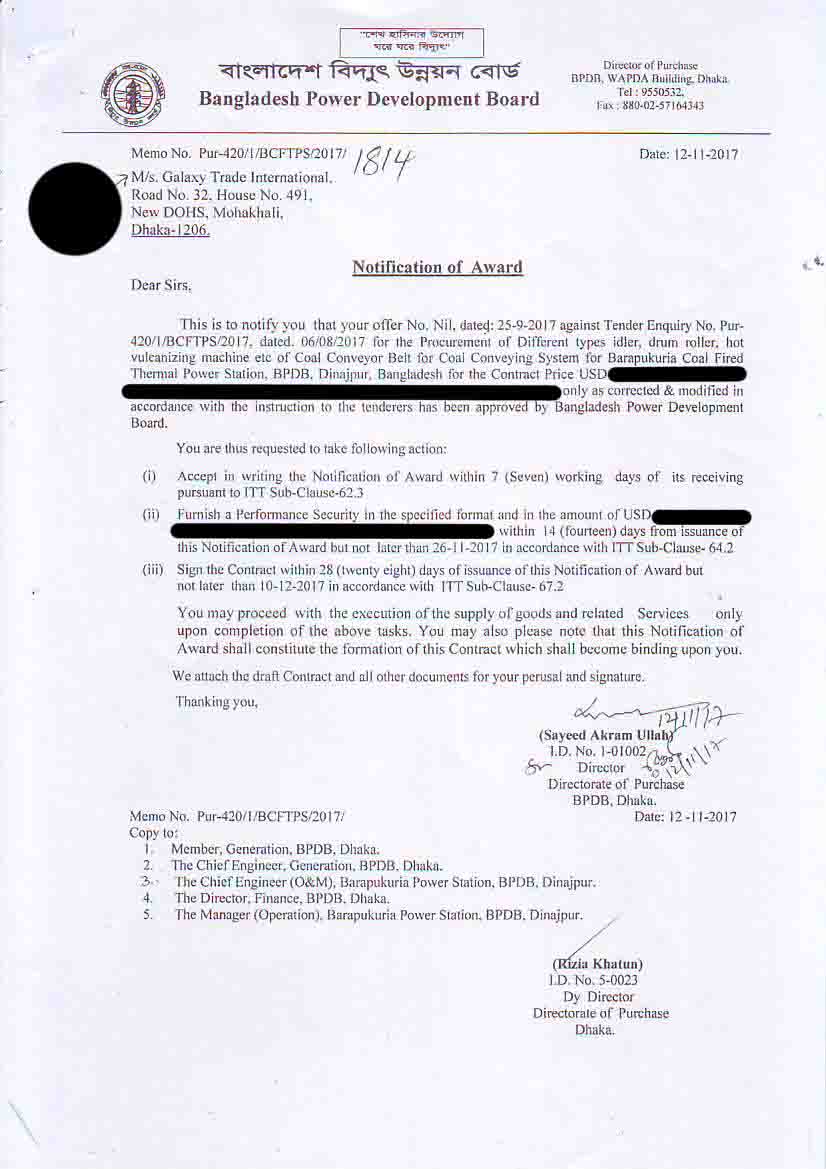 "শেখ হাসিনার উদ্যোগ
ঘরে ঘরে বিদ্যুৎ"
বাংলাদেশ বিদ্যুৎ উন্নয়ন বোর্ড
Bangladesh Power Development Board
Director of Purchase
BPDB, WAPDA Building, Dhaka.
Tel : 9550532,
Fax : 880-02-57164343
Memo No. Pur-420/1/BCFTPS/2017/ 1814
Date: 12-11-2017
M/s. Galaxy Trade International,
Road No. 32, House No. 491,
New DOHS, Mohakhali,
Dhaka-1206.
Notification of Award
Dear Sirs,
This is to notify you that your offer No. Nil, dated: 25-9-2017 against Tender Enquiry No. Pur-
420/1/BCFTPS/2017, dated. 06/08/2017 for the Procurement of Different types idler, drum roller, hot
vulcanizing machine etc of Coal Conveyor Belt for Coal Conveying System for Barapukuria Coal Fired
Thermal Power Station, BPDB, Dinajpur, Bangladesh for the Contract Price USD
only as corrected & modified in
accordance with the instruction to the tenderers has been approved by Bangladesh Power Development
Board.
You are thus requested to take following action:
(i) Accept in writing the Notification of Award within 7 (Seven) working days of its receiving
pursuant to ITT Sub-Clause-62.3
(ii) Furnish a Performance Security in the specified format and in the amount of USD
within 14 (fourteen) days from issuance of
this Notification of Award but not later than 26-11-2017 in accordance with ITT Sub-Clause- 64.2
(iii) Sign the Contract within 28 (twenty eight) days of issuance of this Notification of Award but
not later than 10-12-2017 in accordance with ITT Sub-Clause- 67.2
You may proceed with the execution of the supply of goods and related Services only
upon completion of the above tasks. You may also please note that this Notification of
Award shall constitute the formation of this Contract which shall become binding upon you.
We attach the draft Contract and all other documents for your perusal and signature.
Thanking you,
12/11/17
(Sayeed Akram Ullah)
I.D. No. 1-01002
Director
12/11/17
Directorate of Purchase
BPDB, Dhaka.
Memo No. Pur-420/1/BCFTPS/2017/
Date: 12 -11-2017
Copy to:
1. Member, Generation, BPDB, Dhaka.
2. The Chief Engineer, Generation, BPDB, Dhaka.
3. The Chief Engineer (O&M), Barapukuria Power Station, BPDB, Dinajpur.
4. The Director, Finance, BPDB, Dhaka.
5. The Manager (Operation), Barapukuria Power Station, BPDB, Dinajpur.
(Rizia Khatun)
I.D. No. 5-0023
Dy Director
Directorate of Purchase
Dhaka.